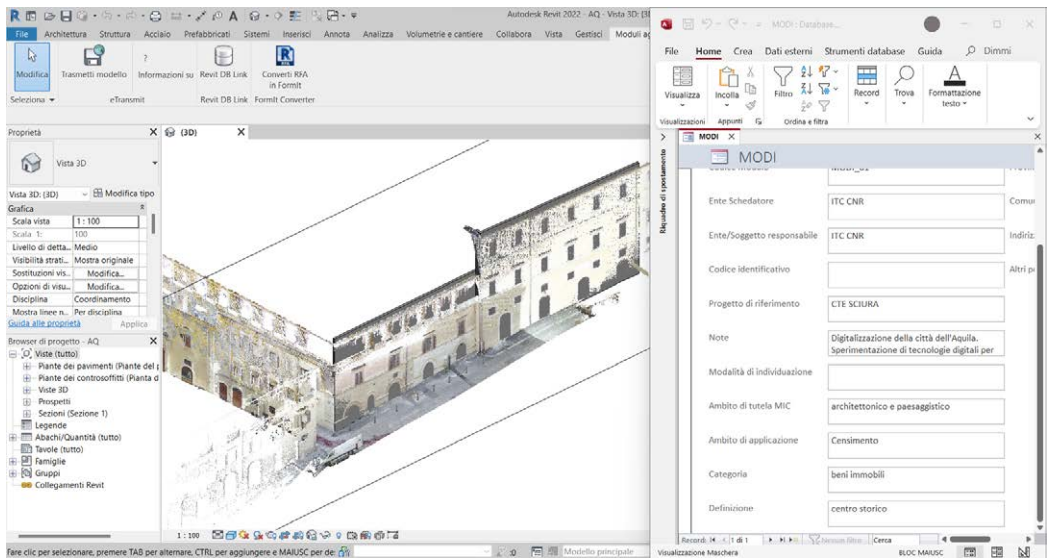 Autodesk Revit 2022 - AQ - Vista 3D: {3D
File Architettura Struttura Acciaio Prefabbricati Sistemi Inserisci Annota Analizza Volumetrie e cantiere Collabora Vista Gestisci Moduli ag
Modifica
Trasmetti modello
?
Informazioni su
Revit DB Link
Converti RFA
in FormIt
Seleziona
eTransmit
Revit DB Link
FormIt Converter
Proprietà
{3D}
Vista 3D
Vista 3D: {3D}
Modifica tipo
Grafica
Scala vista 1 : 100
Scala 1: 100
Livello di detta... Medio
Visibilità strati... Mostra originale
Sostituzioni vis... Modifica...
Opzioni di visu... Modifica...
Disciplina Coordinamento
Mostra linee n... Per disciplina
Guida alle proprietà Applica
Browser di progetto - AQ
Viste (tutto)
Piante dei pavimenti (Piante del p
Piante dei controsoffitti (Pianta d
Viste 3D
Prospetti
Sezioni (Sezione 1)
Legende
Abachi/Quantità (tutto)
Tavole (tutto)
Famiglie
Gruppi
Collegamenti Revit
1 : 100
Fare clic per selezionare, premere TAB per alternare, CTRL per aggiungere e MAIUSC per de:
:0
Modello principale
MODI : Database...
File Home Crea Dati esterni Strumenti database Guida Dimmi
Visualizza
Incolla
Filtro
Record
Trova
Formattazione
testo
Visualizzazioni
Appunti
Ordina e filtra
MODI
Riquadro di spostamento
MODI
Codice modulo MODI_01
Ente Schedatore ITC CNR Comu
Ente/Soggetto responsabile ITC CNR Indiriz
Codice identificativo Altri p
Progetto di riferimento CTE SCIURA
Note Digitalizzazione della città dell'Aquila.
Sperimentazione di tecnologie digitali per
Modalità di individuazione
Ambito di tutela MIC architettonico e paesaggistico
Ambito di applicazione Censimento
Categoria beni immobili
Definizione centro storico
Record: 1 di 1 Nessun filtro Cerca
Visualizzazione Maschera
BLOC MAIUSC